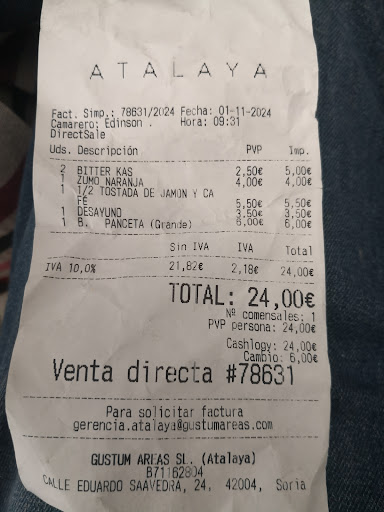 ATALAYA
Fact. Simp.: 78631/2024 Fecha: 01-11-2024
Camarero: Edinson . Hora: 09:31
DirectSale
Uds. Descripción PVP Imp.
2 BITTER KAS 2,50€ 5,00€
1 ZUMO NARANJA 4,00€ 4,00€
1 1/2 TOSTADA DE JAMON Y CA
FÉ 5,50€ 5,50€
1 DESAYUNO 3,50€ 3,50€
1 B. PANCETA (Grande) 6,00€ 6,00€
Sin IVA IVA Total
IVA 10,0% 21,82€ 2,18€ 24,00€
TOTAL: 24,00€
Nº comensales: 1
PVP persona: 24,00€
Cashlogy: 24,00€
Cambio: 6,00€
Venta directa #78631
Para solicitar factura
gerencia.atalaya@gustumareas.com
GUSTUM AREAS SL. (Atalaya)
B71162804
CALLE EDUARDO SAAVEDRA, 24, 42004, Soria